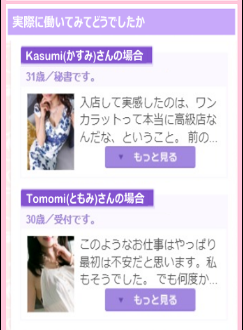 実際に働いてみてどうでしたか
Kasumi(かすみ)さんの場合
31歳／秘書です。
入店して実感したのは、ワン
カラットって本当に高級店な
んだな、ということ。 前の...
▼ もっと見る
Tomomi(ともみ)さんの場合
30歳／受付です。
このようなお仕事はやっぱり
最初は不安だと思います。私
もそうでした。 でも何度か...
▼ もっと見る